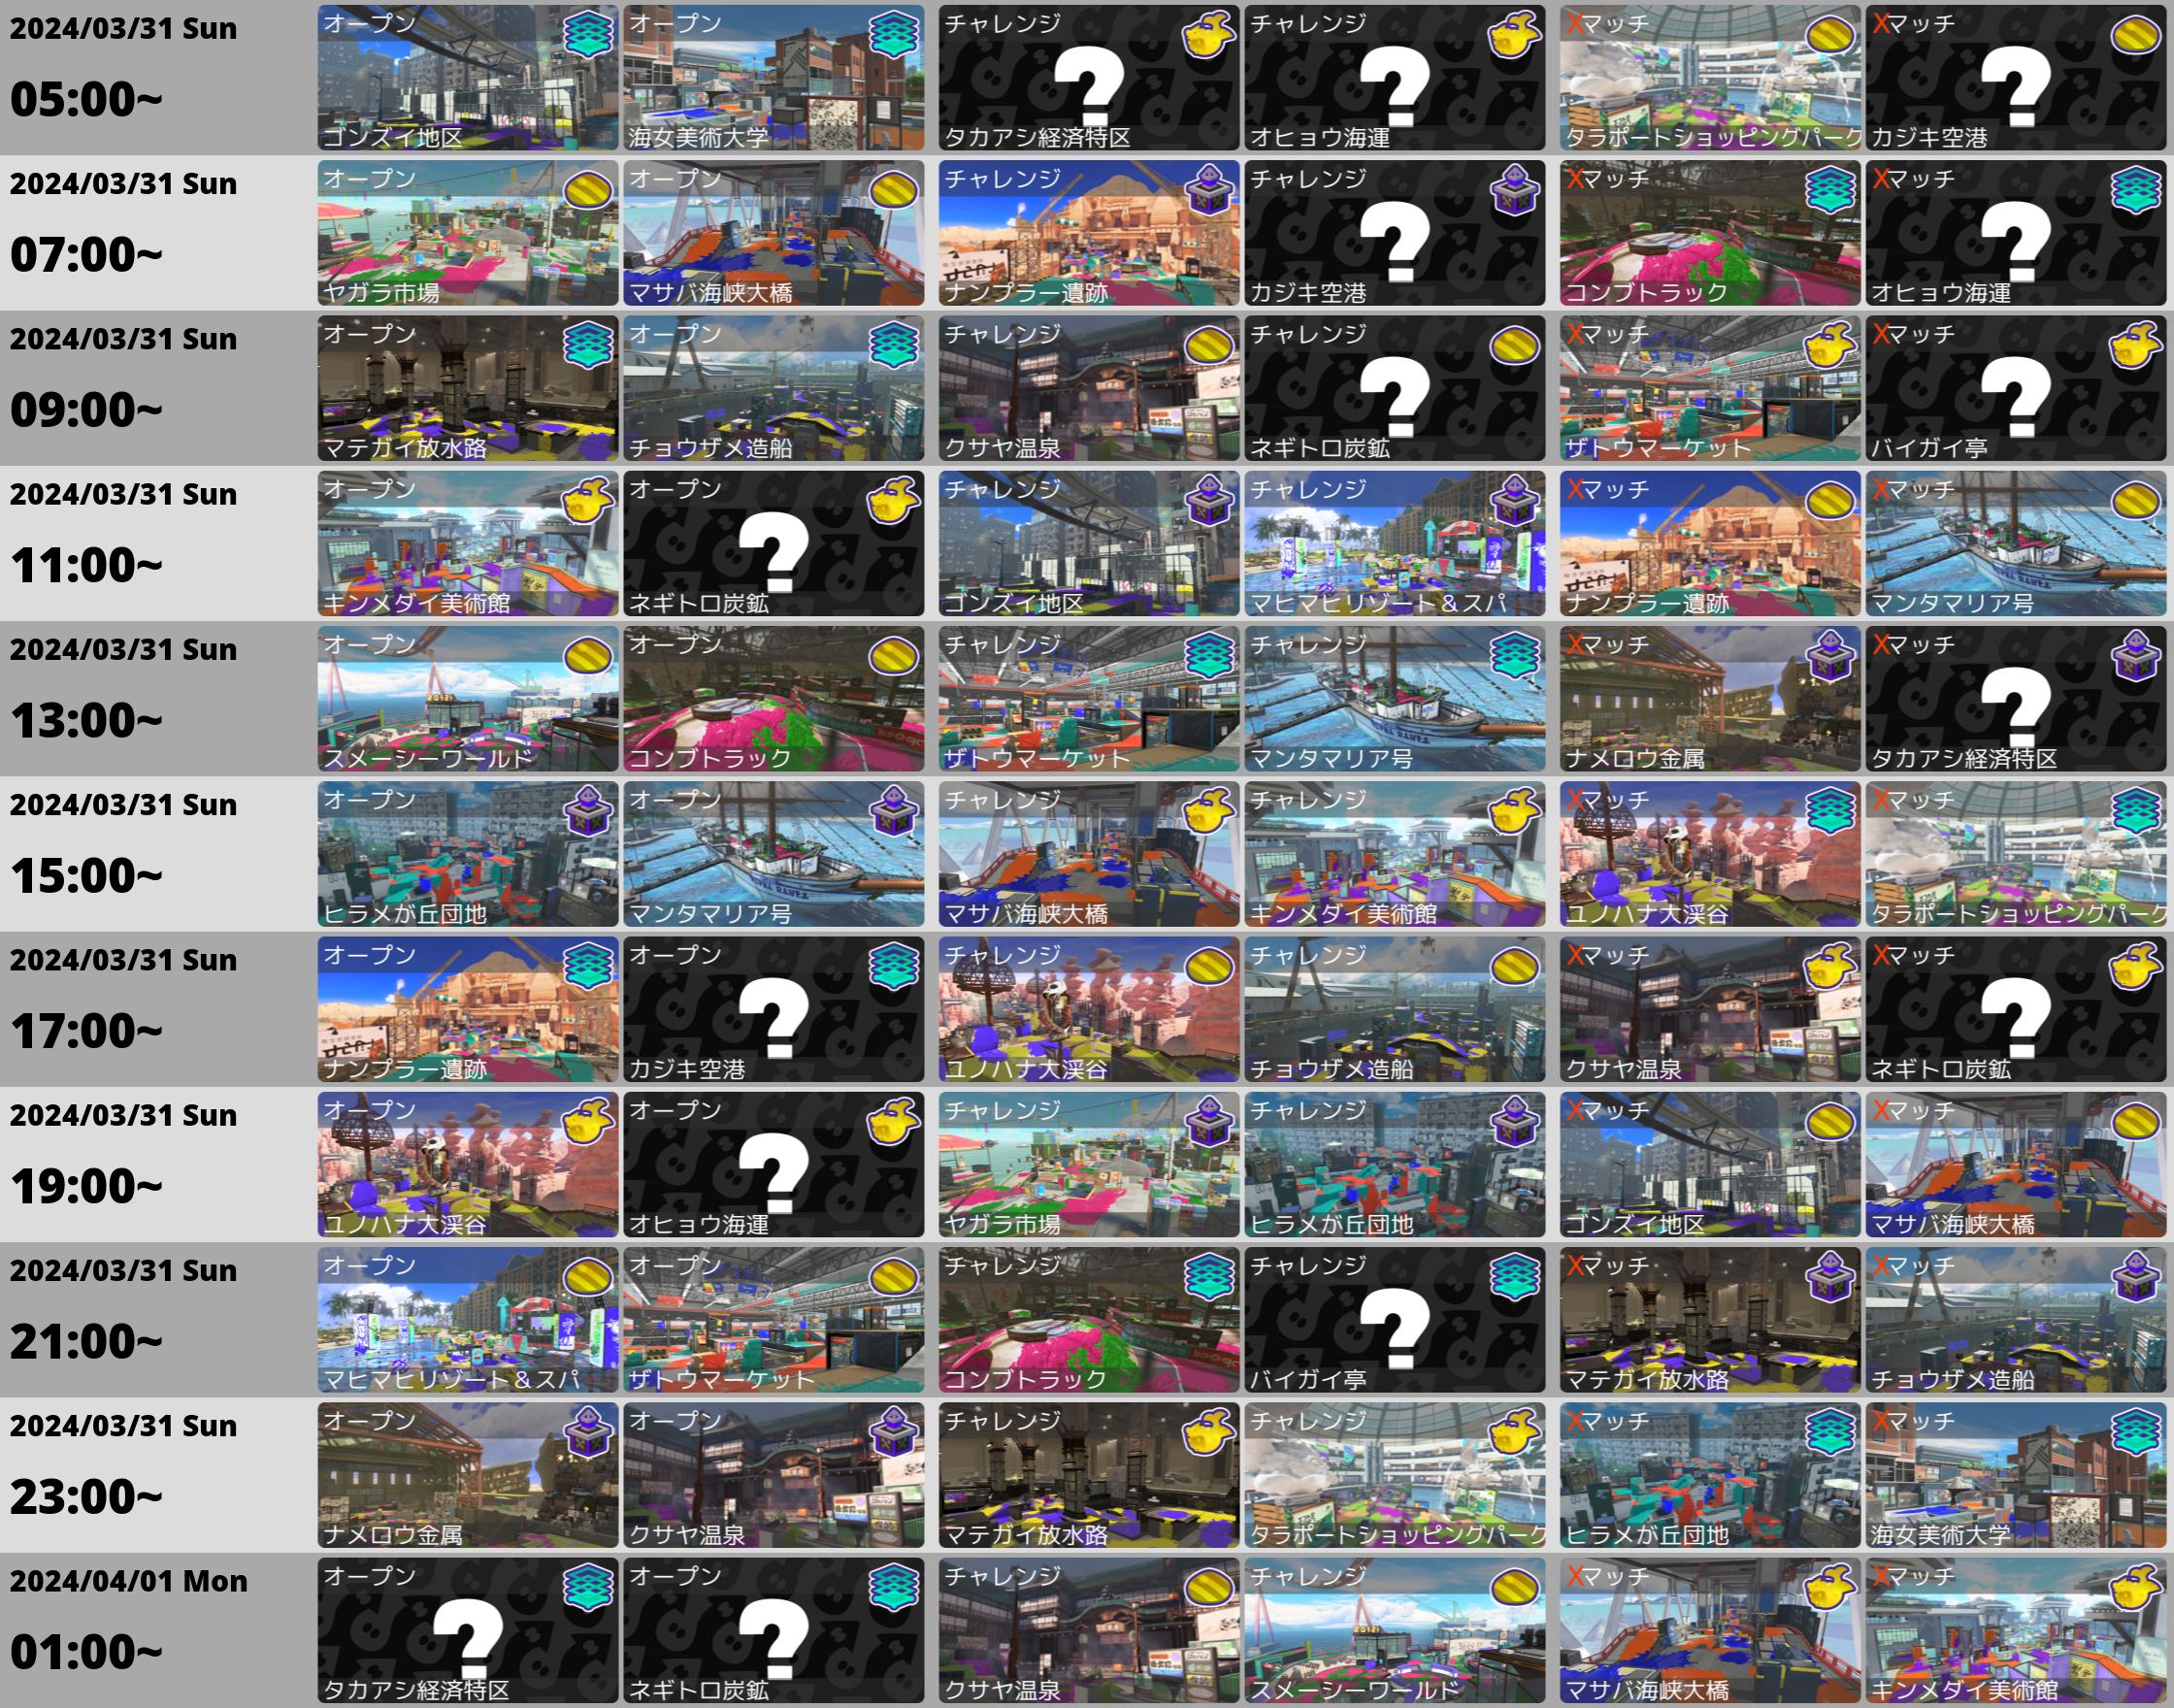 2024/03/31 Sun
05:00~
オープン
ゴンズイ地区
オープン
海女美術大学
チャレンジ
タカアシ経済特区
チャレンジ
オヒョウ海運
Xマッチ
タラポートショッピングパーク
Xマッチ
カジキ空港
2024/03/31 Sun
07:00~
オープン
ヤガラ市場
オープン
マサバ海峡大橋
チャレンジ
ナンプラー遺跡
チャレンジ
カジキ空港
Xマッチ
コンブトラック
Xマッチ
オヒョウ海運
2024/03/31 Sun
09:00~
オープン
マテガイ放水路
オープン
チョウザメ造船
チャレンジ
クサヤ温泉
チャレンジ
ネギトロ炭鉱
Xマッチ
ザトウマーケット
Xマッチ
バイガイ亭
2024/03/31 Sun
11:00~
オープン
キンメダイ美術館
オープン
ネギトロ炭鉱
チャレンジ
ゴンズイ地区
チャレンジ
マヒマヒリゾート&スパ
Xマッチ
ナンプラー遺跡
Xマッチ
マンタマリア号
2024/03/31 Sun
13:00~
オープン
スメーシーワールド
オープン
コンブトラック
チャレンジ
ザトウマーケット
チャレンジ
マンタマリア号
Xマッチ
ナメロウ金属
Xマッチ
タカアシ経済特区
2024/03/31 Sun
15:00~
オープン
ヒラメが丘団地
オープン
マンタマリア号
チャレンジ
マサバ海峡大橋
チャレンジ
キンメダイ美術館
Xマッチ
ユノハナ大渓谷
Xマッチ
タラポートショッピングパーク
2024/03/31 Sun
17:00~
オープン
ナンプラー遺跡
オープン
カジキ空港
チャレンジ
ユノハナ大渓谷
チャレンジ
チョウザメ造船
Xマッチ
クサヤ温泉
Xマッチ
ネギトロ炭鉱
2024/03/31 Sun
19:00~
オープン
ユノハナ大渓谷
オープン
オヒョウ海運
チャレンジ
ヤガラ市場
チャレンジ
ヒラメが丘団地
Xマッチ
ゴンズイ地区
Xマッチ
マサバ海峡大橋
2024/03/31 Sun
21:00~
オープン
マヒマヒリゾート&スパ
オープン
ザトウマーケット
チャレンジ
コンブトラック
チャレンジ
バイガイ亭
Xマッチ
マテガイ放水路
Xマッチ
チョウザメ造船
2024/03/31 Sun
23:00~
オープン
ナメロウ金属
オープン
クサヤ温泉
チャレンジ
マテガイ放水路
チャレンジ
タラポートショッピングパーク
Xマッチ
ヒラメが丘団地
Xマッチ
海女美術大学
2024/04/01 Mon
01:00~
オープン
タカアシ経済特区
オープン
ネギトロ炭鉱
チャレンジ
クサヤ温泉
チャレンジ
スメーシーワールド
Xマッチ
マサバ海峡大橋
Xマッチ
キンメダイ美術館